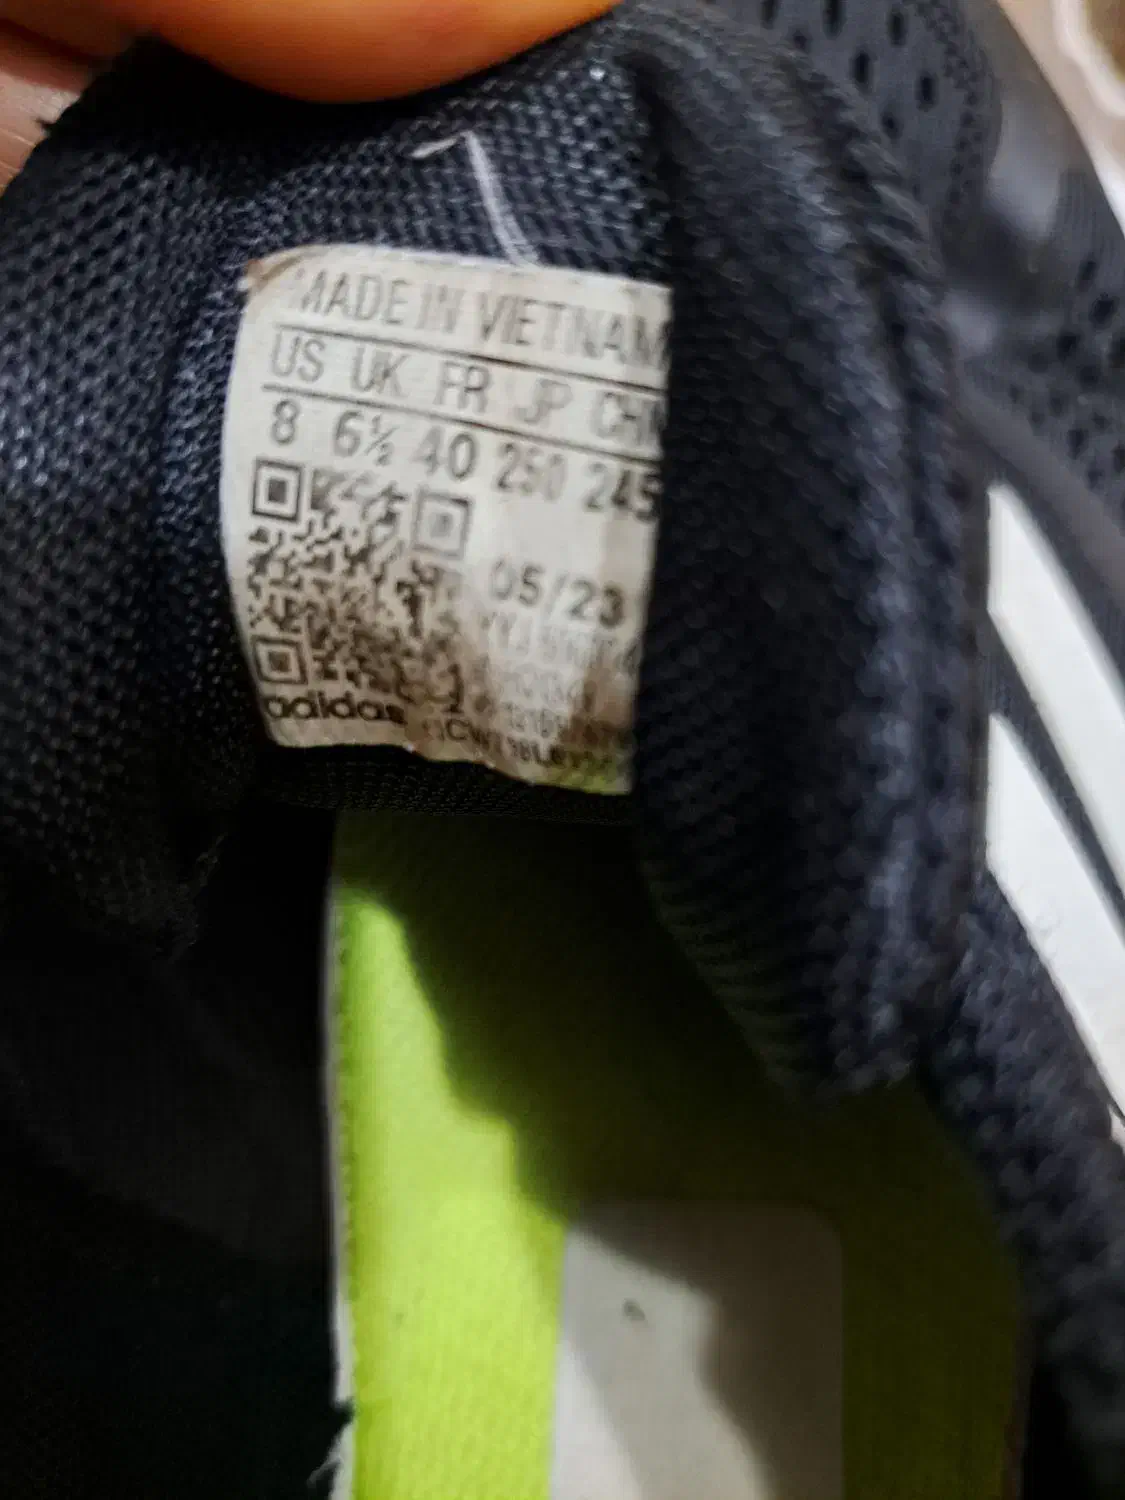 MADE IN VIETNAM
US UK FR JP CHN
8 6½ 40 250 245
05/23
adidas